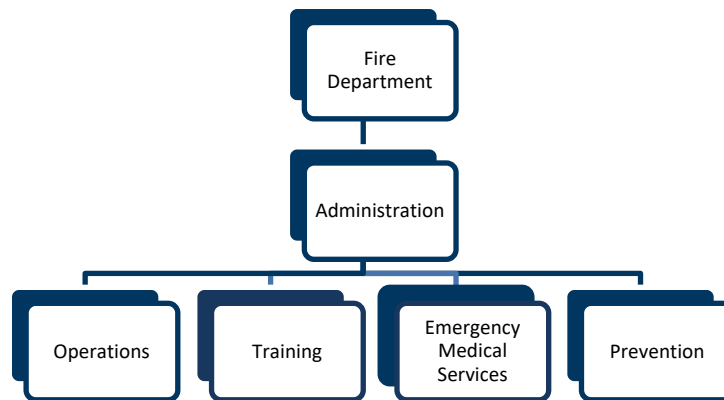 Fire
Department
Administration
Operations
Training
Emergency
Medical
Services
Prevention